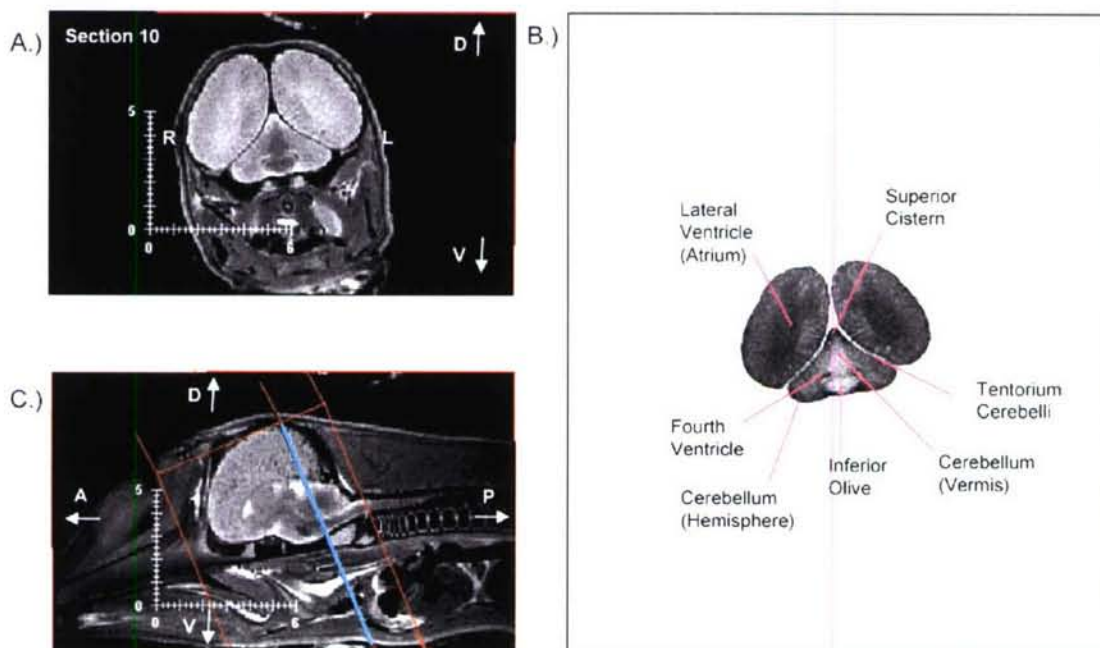 A.)
Section 10
D
5
R
L
0
0
6
V
B.)
Lateral
Ventricle
(Atrium)
Superior
Cistern
Tentorium
Cerebelli
Fourth
Ventricle
Inferior
Olive
Cerebellum
(Vermis)
Cerebellum
(Hemisphere)
C.)
D
A
5
P
0
0
6
V